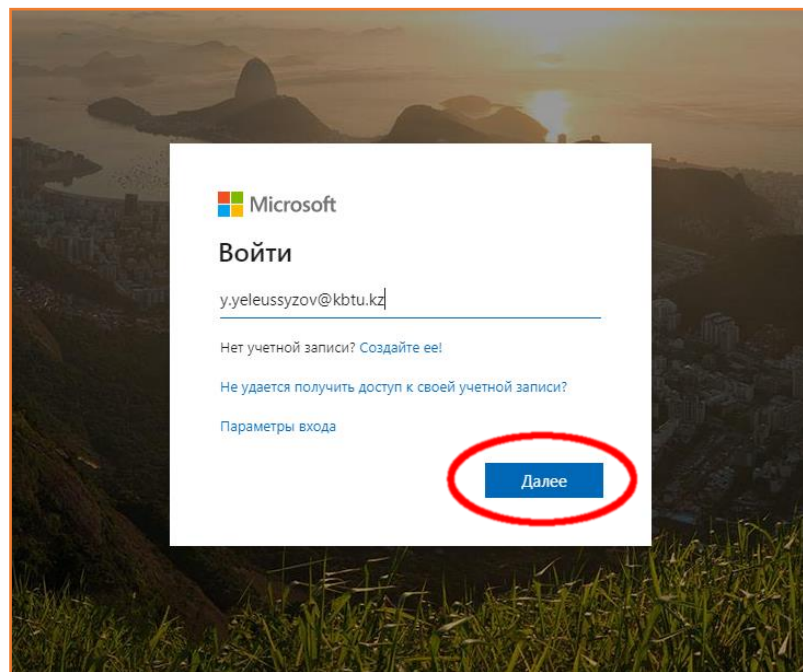 Microsoft
Войти
y.yeleussyzov@kbtu.kz
Нет учетной записи? Создайте ее!
Не удается получить доступ к своей учетной записи?
Параметры входа
Далее